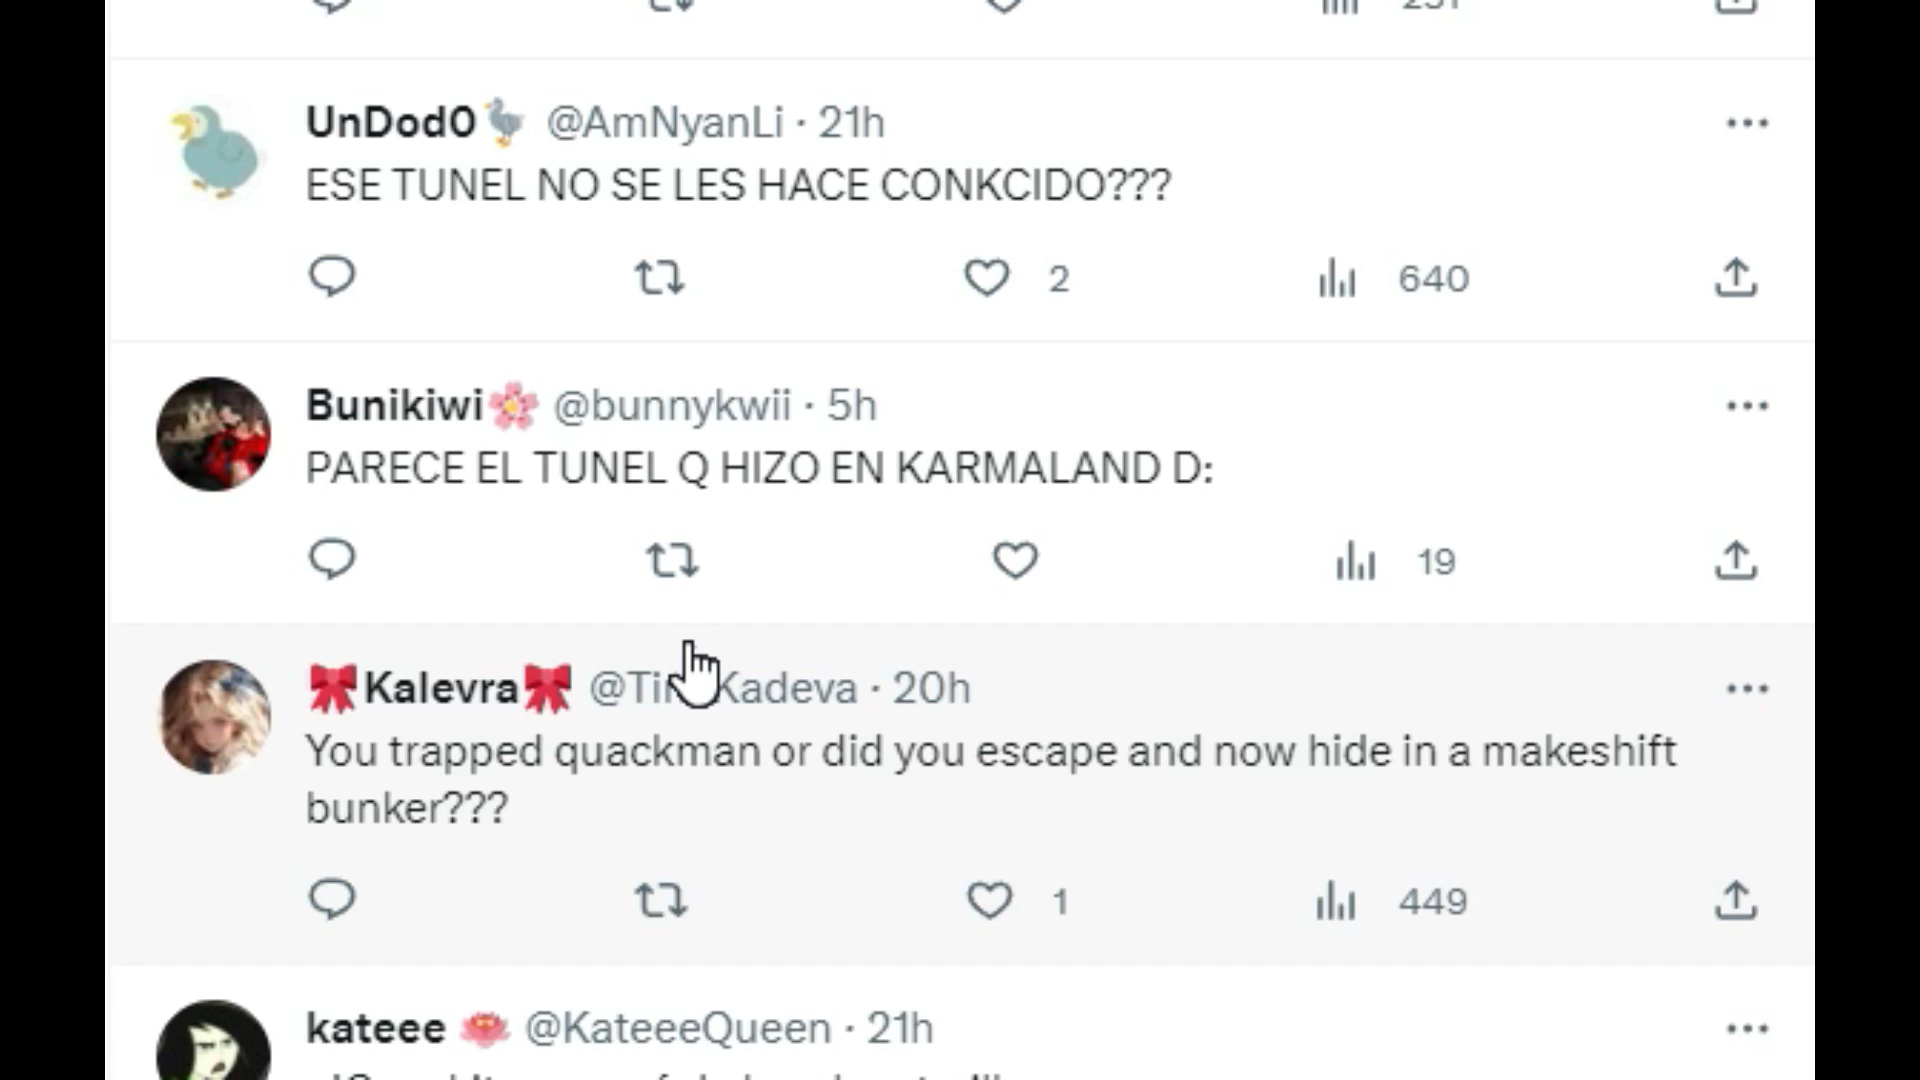 UnDod0 @AmNyanLi · 21h
ESE TUNEL NO SE LES HACE CONKCIDO???
2 640
Bunikiwi @bunnykwii · 5h
PARECE EL TUNEL Q HIZO EN KARMALAND D:
19
Kalevra · 20h
You trapped quackman or did you escape and now hide in a makeshift
bunker???
1 449
kateee @KateeeQueen · 21h